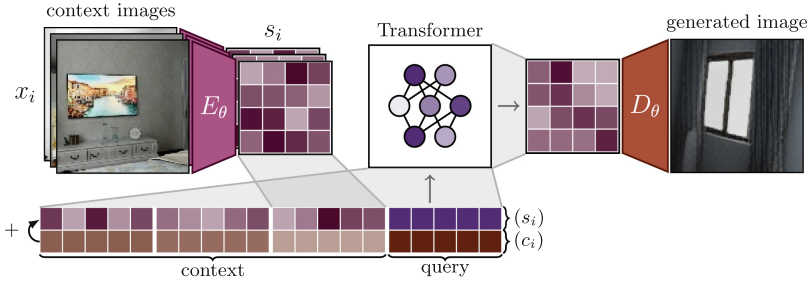 context images
s_i
Transformer
generated image
x_i
E_θ
D_θ
+
(s_i)
(c_i)
context
query